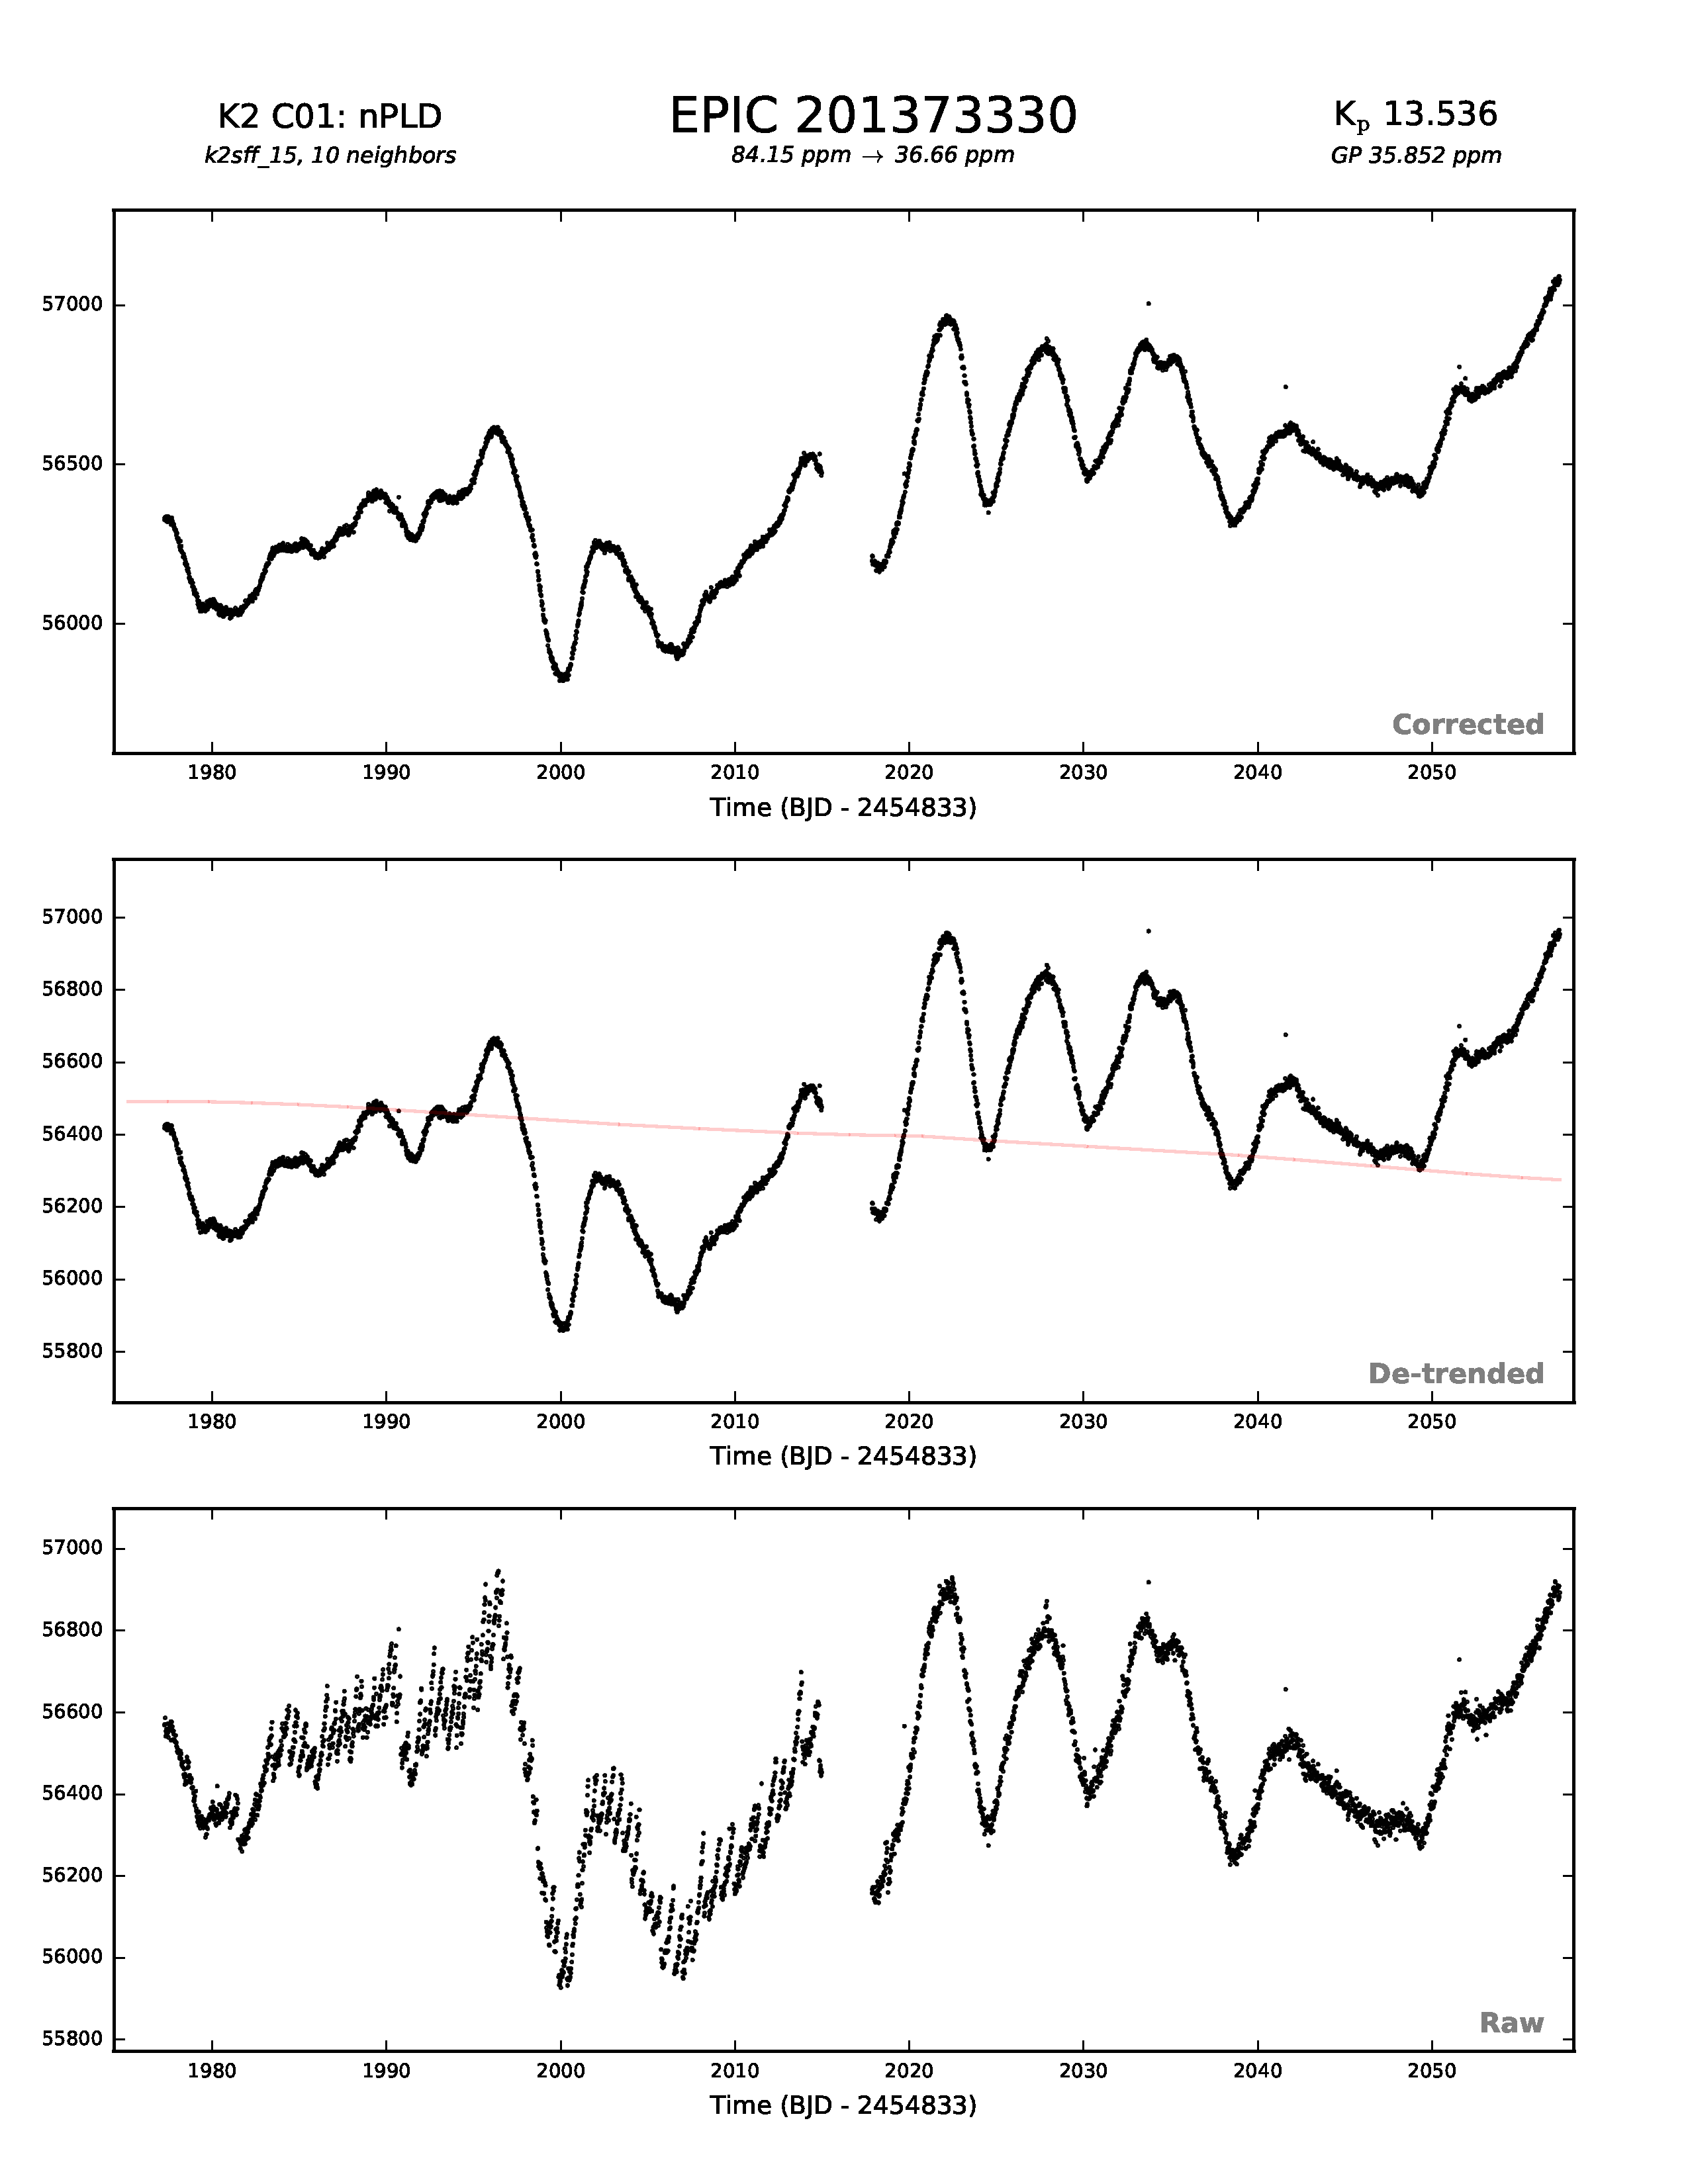 K2 C01: nPLD
EPIC 201373330
Kp 13.536
k2sff_15, 10 neighbors
84.15 ppm → 36.66 ppm
GP 35.852 ppm
57000
56500
56000
Corrected
1980 1990 2000 2010 2020 2030 2040 2050
Time (BJD - 2454833)
57000
56800
56600
56400
56200
56000
55800
De-trended
1980 1990 2000 2010 2020 2030 2040 2050
Time (BJD - 2454833)
57000
56800
56600
56400
56200
56000
55800
Raw
1980 1990 2000 2010 2020 2030 2040 2050
Time (BJD - 2454833)